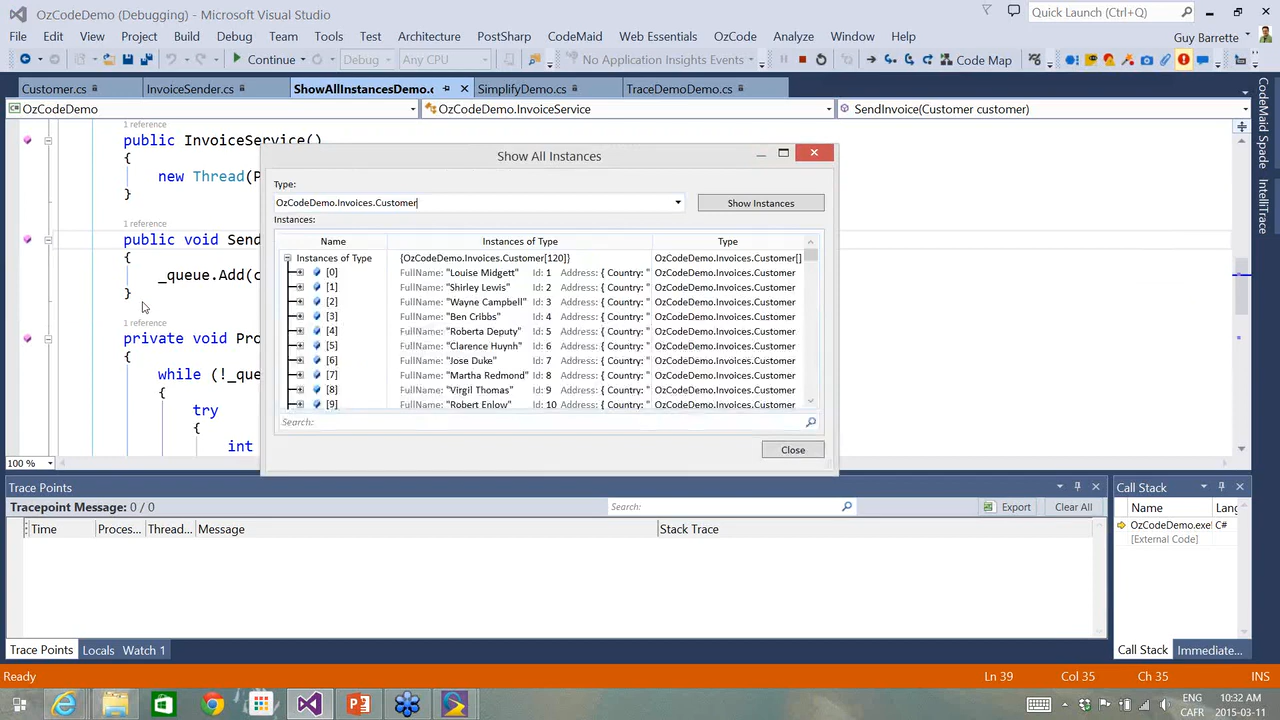 OzCodeDemo (Debugging) - Microsoft Visual Studio
Quick Launch (Ctrl+Q)
File Edit View Project Build Debug Team Tools Test Architecture PostSharp CodeMaid Web Essentials OzCode Analyze Window Help
Guy Barrette
Continue Debug Any CPU No Application Insights Events Code Map
Customer.cs InvoiceSender.cs ShowAllInstancesDemo.c SimplifyDemo.cs TraceDemoDemo.cs
OzCodeDemo OzCodeDemo.InvoiceService SendInvoice(Customer customer)
1 reference
public InvoiceService()
{
new Thread(P
}
1 reference
public void Send
{
_queue.Add(c
}
1 reference
private void Pro
{
while (!_que
{
try
{
int
100 %
Show All Instances
Type:
OzCodeDemo.Invoices.Customer
Show Instances
Instances:
Name Instances of Type Type
Instances of Type {OzCodeDemo.Invoices.Customer[120]} OzCodeDemo.Invoices.Customer[]
[0] FullName: "Louise Midgett" Id: 1 Address: { Country: " OzCodeDemo.Invoices.Customer
[1] FullName: "Shirley Lewis" Id: 2 Address: { Country: " OzCodeDemo.Invoices.Customer
[2] FullName: "Wayne Campbell" Id: 3 Address: { Country: " OzCodeDemo.Invoices.Customer
[3] FullName: "Ben Cribbs" Id: 4 Address: { Country: " OzCodeDemo.Invoices.Customer
[4] FullName: "Roberta Deputy" Id: 5 Address: { Country: " OzCodeDemo.Invoices.Customer
[5] FullName: "Clarence Huynh" Id: 6 Address: { Country: " OzCodeDemo.Invoices.Customer
[6] FullName: "Jose Duke" Id: 7 Address: { Country: " OzCodeDemo.Invoices.Customer
[7] FullName: "Martha Redmond" Id: 8 Address: { Country: " OzCodeDemo.Invoices.Customer
[8] FullName: "Virgil Thomas" Id: 9 Address: { Country: " OzCodeDemo.Invoices.Customer
[9] FullName: "Robert Enlow" Id: 10 Address: { Country: " OzCodeDemo.Invoices.Customer
Search:
Close
CodeMaid Spade
IntelliTrace
Trace Points
Tracepoint Message: 0 / 0 Search: Export Clear All
Time Proces... Thread... Message Stack Trace
Trace Points Locals Watch 1
Call Stack
Name Lang
OzCodeDemo.exe! C#
[External Code]
Call Stack Immediate...
Ready Ln 39 Col 35 Ch 35 INS
ENG
CAFR
10:32 AM
2015-03-11